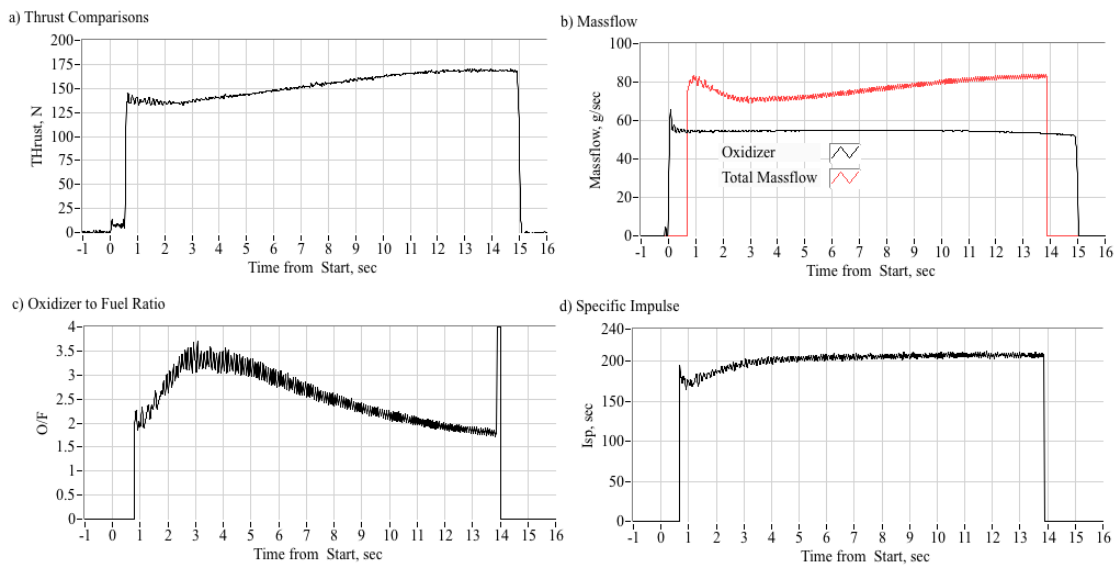 a) Thrust Comparisons
200
175
150
125
100
75
50
25
0
THrust, N
-1 0 1 2 3 4 5 6 7 8 9 10 11 12 13 14 15 16
Time from Start, sec
b) Massflow
100
80
60
40
20
0
Massflow, g/sec
Oxidizer
Total Massflow
-1 0 1 2 3 4 5 6 7 8 9 10 11 12 13 14 15 16
Time from Start, sec
c) Oxidizer to Fuel Ratio
4
3.5
3
2.5
2
1.5
1
0.5
0
O/F
-1 0 1 2 3 4 5 6 7 8 9 10 11 12 13 14 15 16
Time from Start, sec
d) Specific Impulse
240
200
150
100
50
0
Isp, sec
-1 0 1 2 3 4 5 6 7 8 9 10 11 12 13 14 15 16
Time from Start, sec